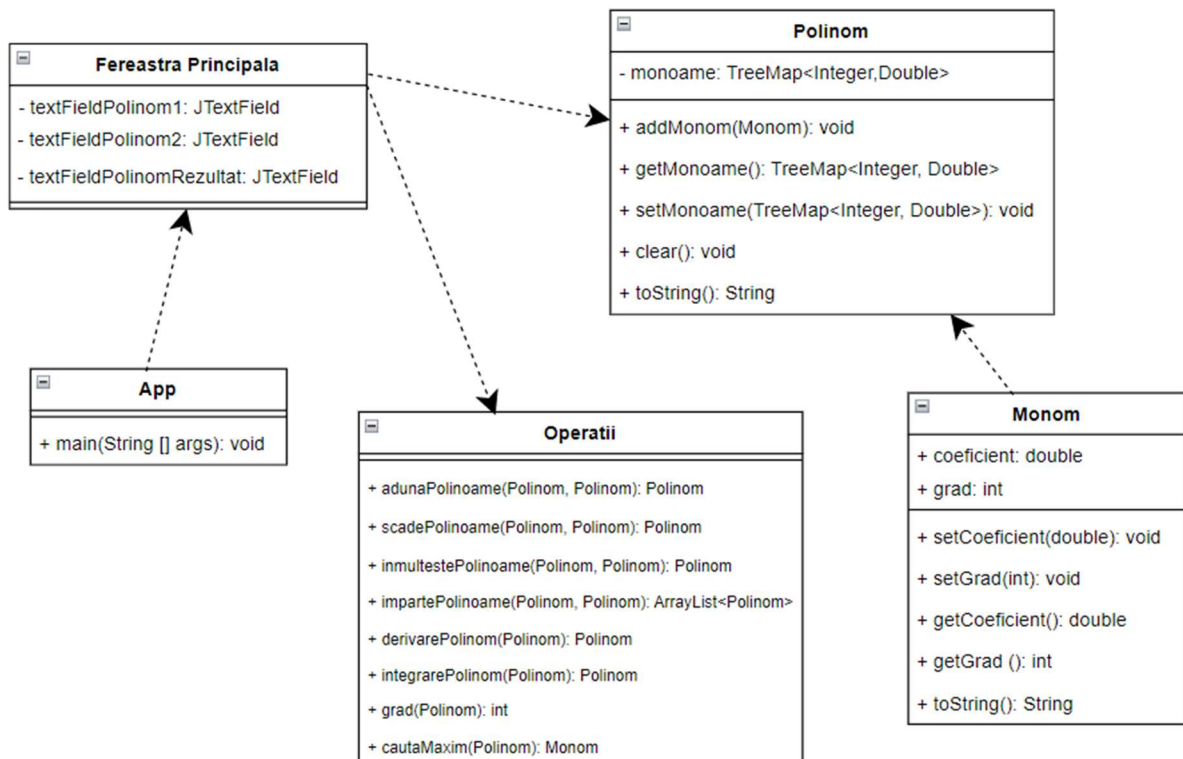 Fereastra Principala
- textFieldPolinom1: JTextField
- textFieldPolinom2: JTextField
- textFieldPolinomRezultat: JTextField
Polinom
- monoame: TreeMap<Integer,Double>
+ addMonom(Monom): void
+ getMonoame(): TreeMap<Integer, Double>
+ setMonoame(TreeMap<Integer, Double>): void
+ clear(): void
+ toString(): String
App
+ main(String [] args): void
Operatii
+ adunaPolinoame(Polinom, Polinom): Polinom
+ scadePolinoame(Polinom, Polinom): Polinom
+ inmultestePolinoame(Polinom, Polinom): Polinom
+ impartePolinoame(Polinom, Polinom): ArrayList<Polinom>
+ derivarePolinom(Polinom): Polinom
+ integrarePolinom(Polinom): Polinom
+ grad(Polinom): int
+ cautaMaxim(Polinom): Monom
Monom
+ coeficient: double
+ grad: int
+ setCoeficient(double): void
+ setGrad(int): void
+ getCoeficient(): double
+ getGrad (): int
+ toString(): String